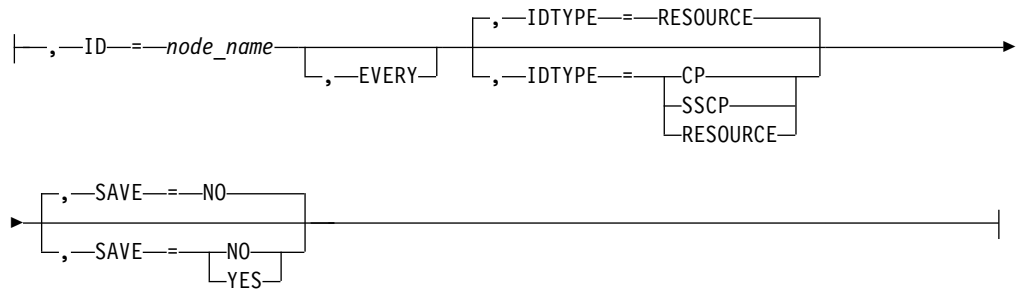 , IDTYPE = RESOURCE
, ID = node_name
, EVERY
, IDTYPE = CP
SSCP
RESOURCE
, SAVE = NO
, SAVE = NO
YES